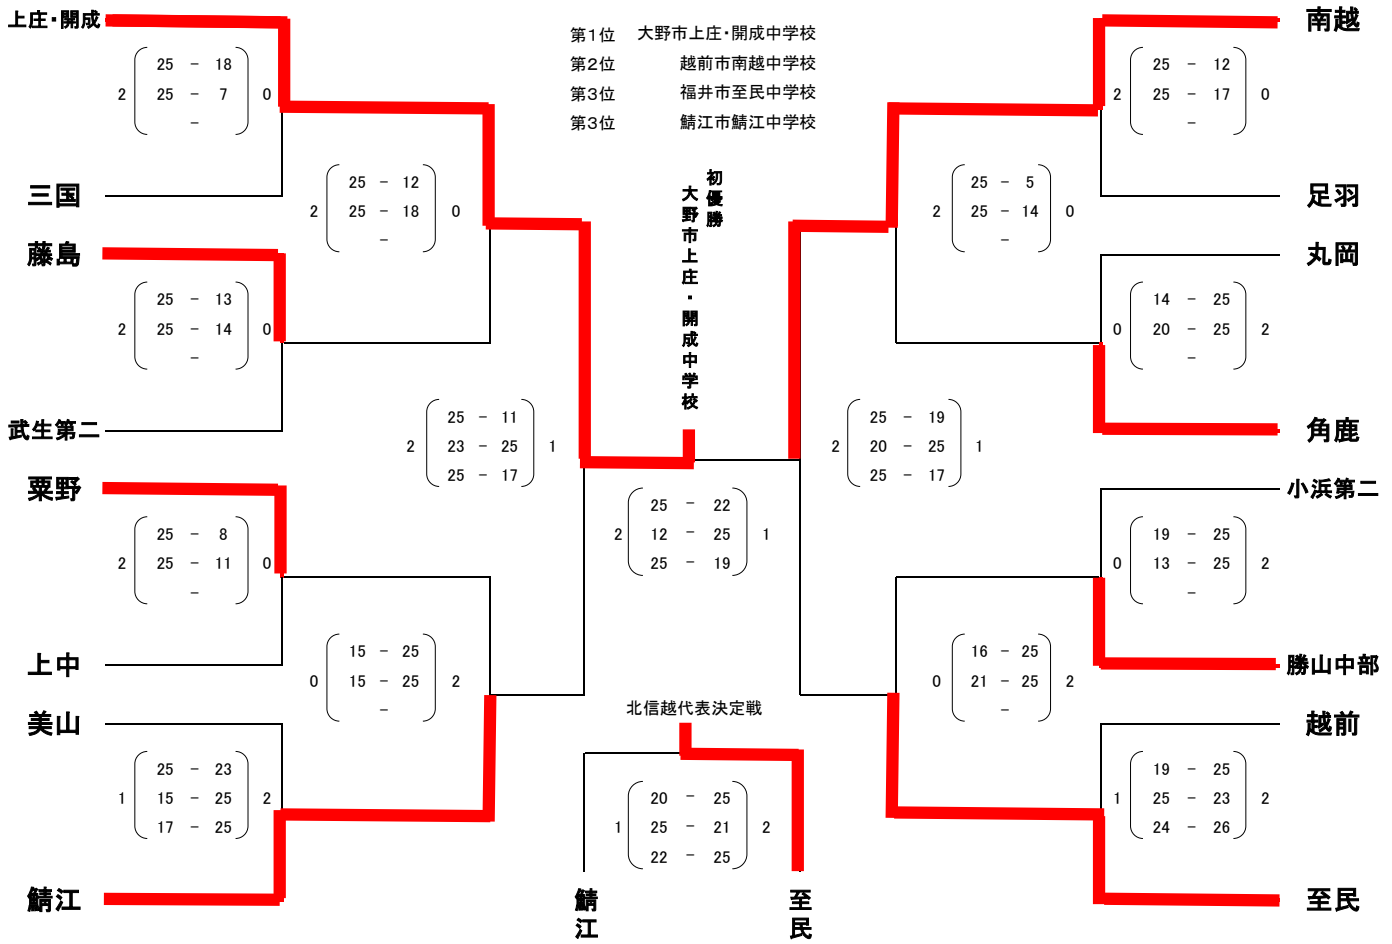 上庄・開成
南越
第1位 大野市上庄・開成中学校
第2位 越前市南越中学校
第3位 福井市至民中学校
第3位 鯖江市鯖江中学校
25 － 18
2 25 － 7 0
－
25 － 12
2 25 － 17 0
－
三国
足羽
25 － 12
2 25 － 18 0
－
25 － 5
2 25 － 14 0
－
初優勝
大野市上庄・開成中学校
藤島
丸岡
25 － 13
2 25 － 14 0
－
14 － 25
0 20 － 25 2
－
武生第二
角鹿
25 － 11
2 23 － 25 1
25 － 17
25 － 19
2 20 － 25 1
25 － 17
粟野
小浜第二
25 － 22
2 12 － 25 1
25 － 19
25 － 8
2 25 － 11 0
－
19 － 25
0 13 － 25 2
－
上中
勝山中部
15 － 25
0 15 － 25 2
－
16 － 25
0 21 － 25 2
－
美山
越前
北信越代表決定戦
25 － 23
1 15 － 25 2
17 － 25
20 － 25
1 25 － 21 2
22 － 25
19 － 25
1 25 － 23 2
24 － 26
鯖江
鯖江
至民
至民